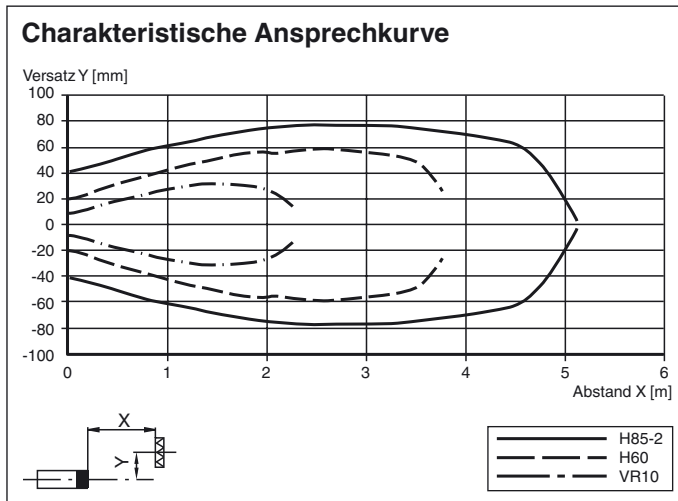 Charakteristische Ansprechkurve
Versatz Y [mm]
100
80
60
40
20
0
-20
-40
-60
-80
-100
0 1 2 3 4 5 6
Abstand X [m]
X
Y
H85-2
H60
VR10